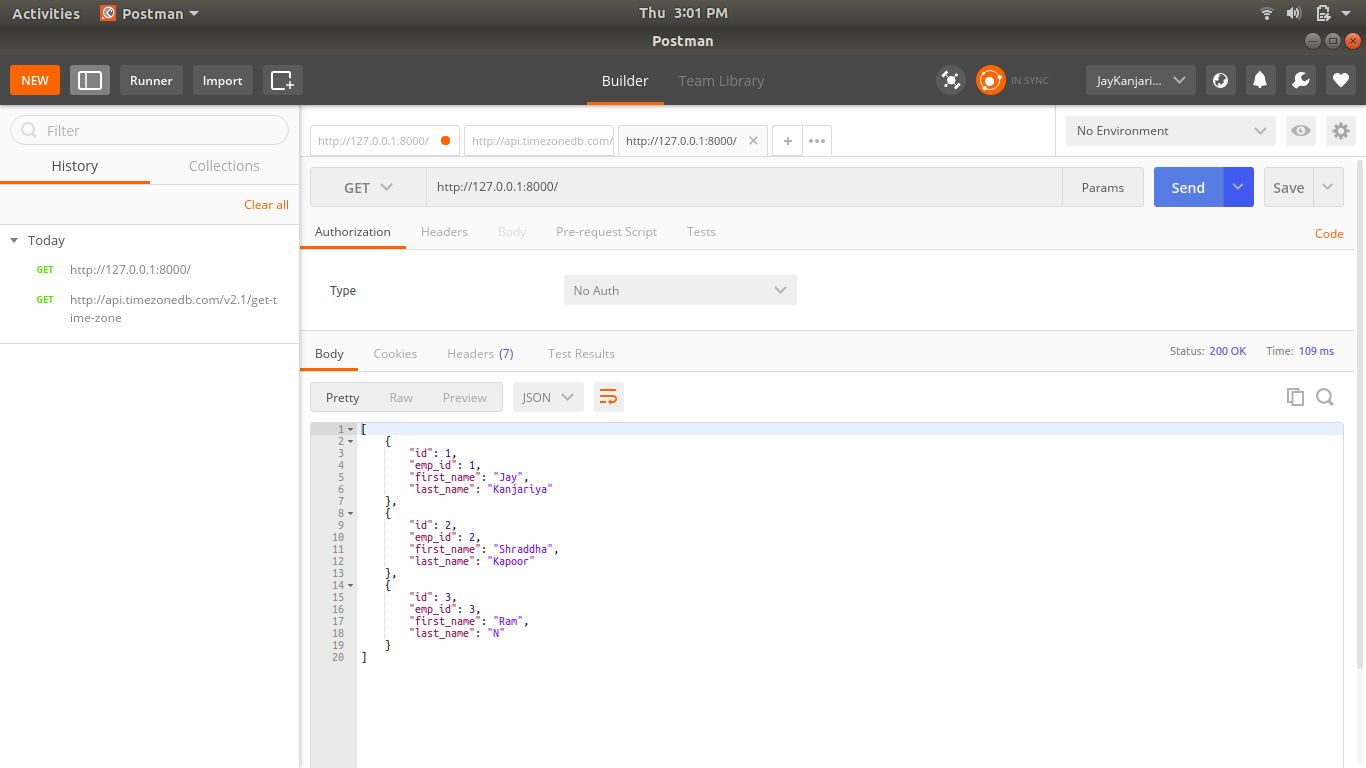 Activities Postman Thu 3:01 PM
Postman
NEW Runner Import Builder Team Library IN SYNC JayKanjari...
Filter
History Collections
Clear all
Today
GET http://127.0.0.1:8000/
GET http://api.timezonedb.com/v2.1/get-t
ime-zone
http://127.0.0.1:8000/ http://api.timezonedb.com/ http://127.0.0.1:8000/ No Environment
GET http://127.0.0.1:8000/ Params Send Save
Authorization Headers Body Pre-request Script Tests Code
Type No Auth
Body Cookies Headers (7) Test Results Status: 200 OK Time: 109 ms
Pretty Raw Preview JSON
1 [
2 {
3 "id": 1,
4 "emp_id": 1,
5 "first_name": "Jay",
6 "last_name": "Kanjariya"
7 },
8 {
9 "id": 2,
10 "emp_id": 2,
11 "first_name": "Shraddha",
12 "last_name": "Kapoor"
13 },
14 {
15 "id": 3,
16 "emp_id": 3,
17 "first_name": "Ram",
18 "last_name": "N"
19 }
20 ]